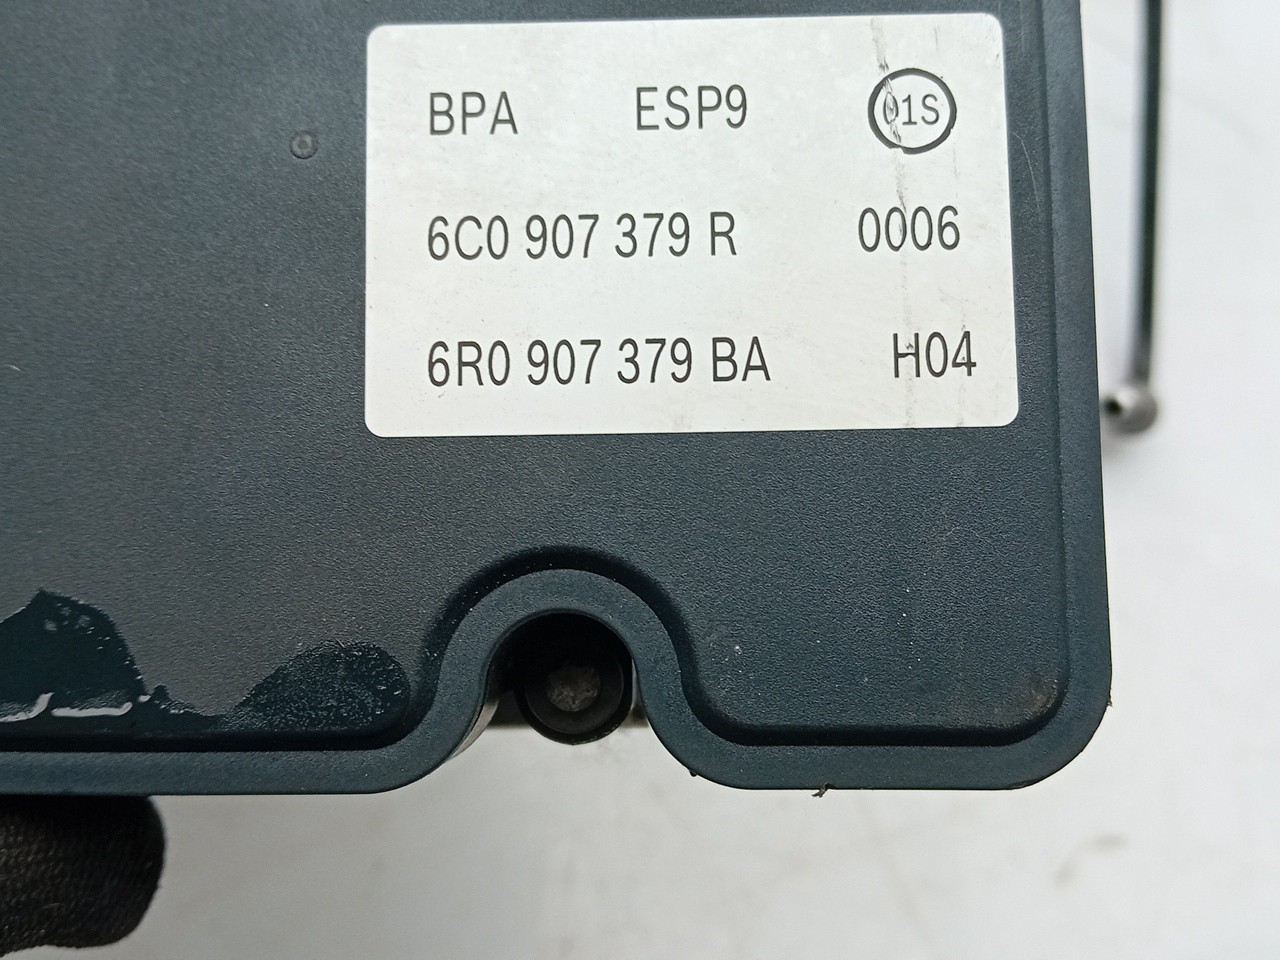 BPA ESP9 01S
6C0 907 379 R 0006
6R0 907 379 BA H04